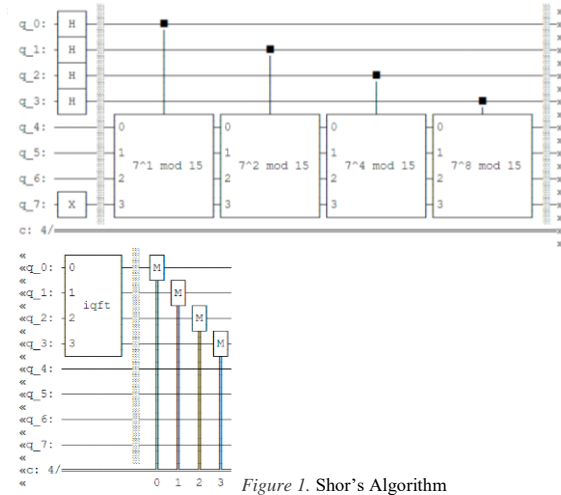 q_0: H
q_1: H
q_2: H
q_3: H
q_4: 0 0 0 0
q_5: 1 7^1 mod 15 1 7^2 mod 15 1 7^4 mod 15 1 7^8 mod 15
q_6: 2 2 2 2
q_7: X 3 3 3 3
c: 4/
«
«q_0: 0 M
«
«q_1: 1 iqft M
«
«q_2: 2 M
«
«q_3: 3 M
«
«q_4:
«
«q_5:
«
«q_6:
«
«q_7:
«
«c: 4/
« 0 1 2 3 Figure 1. Shor's Algorithm